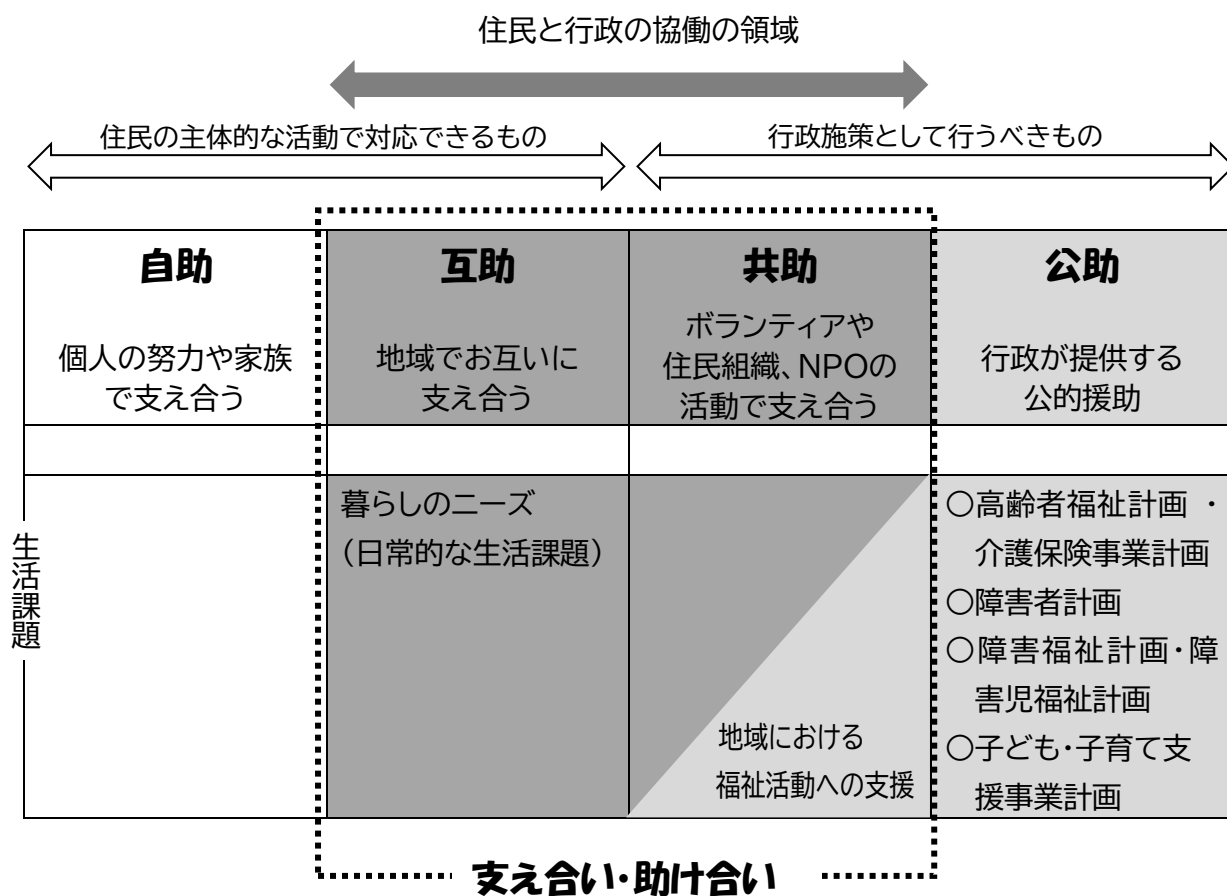 住民と行政の協働の領域
住民の主体的な活動で対応できるもの
行政施策として行うべきもの
自助
個人の努力や家族
で支え合う
互助
地域でお互いに
支え合う
共助
ボランティアや
住民組織、NPOの
活動で支え合う
公助
行政が提供する
公的援助
生活課題
暮らしのニーズ
（日常的な生活課題）
地域における
福祉活動への支援
○高齢者福祉計画・
介護保険事業計画
○障害者計画
○障害福祉計画・障
害児福祉計画
○子ども・子育て支
援事業計画
支え合い・助け合い